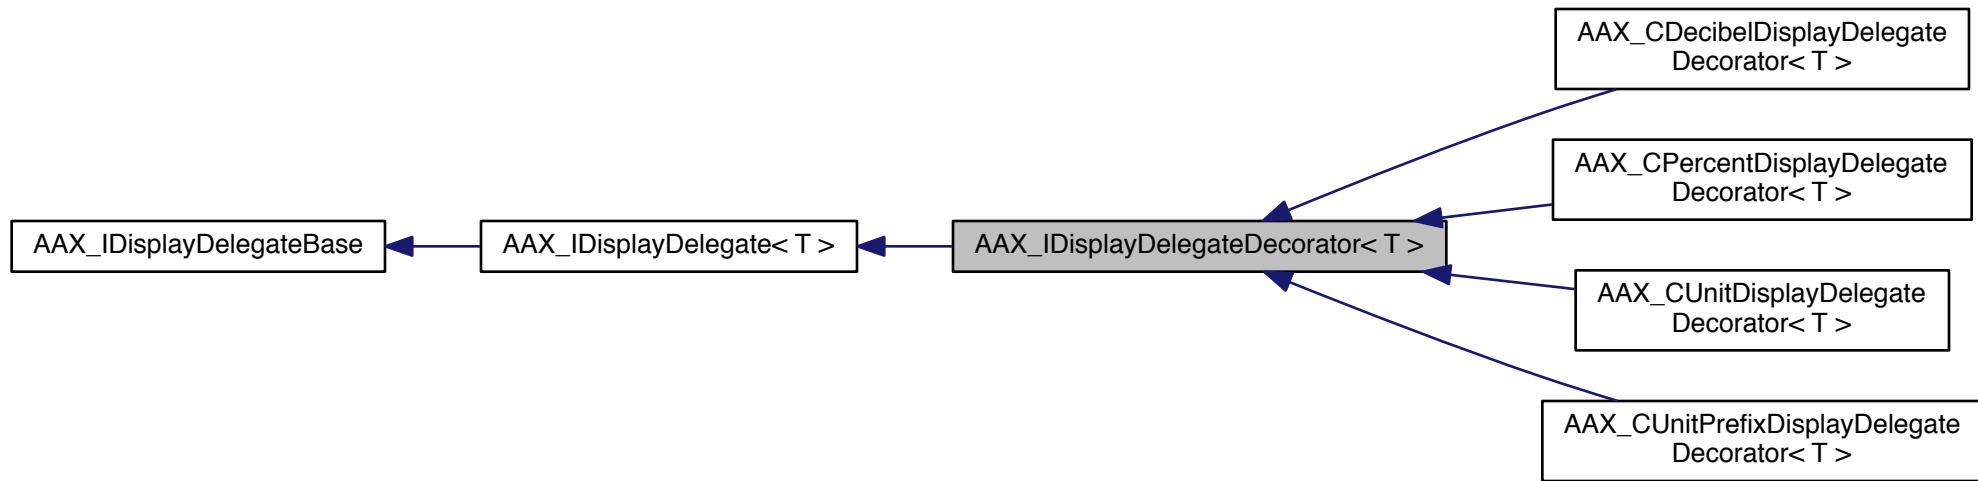 AAX_CDecibelDisplayDelegate
Decorator< T >
AAX_CPercentDisplayDelegate
Decorator< T >
AAX_IDisplayDelegateBase
AAX_IDisplayDelegate< T >
AAX_IDisplayDelegateDecorator< T >
AAX_CUnitDisplayDelegate
Decorator< T >
AAX_CUnitPrefixDisplayDelegate
Decorator< T >